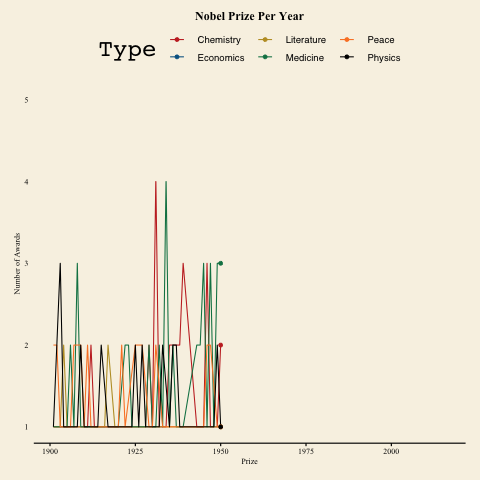 Nobel Prize Per Year
Type
Chemistry
Literature
Peace
Economics
Medicine
Physics
5
4
3
2
1
Number of Awards
1900
1925
1950
1975
2000
Prize